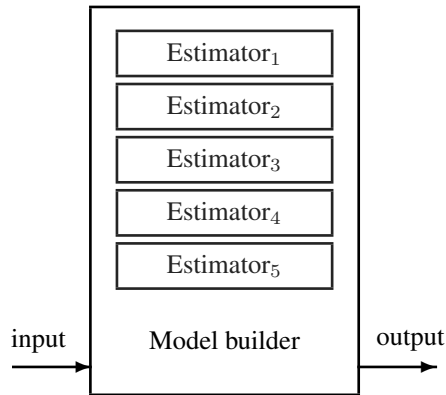 Estimator₁
Estimator₂
Estimator₃
Estimator₄
Estimator₅
input
Model builder
output